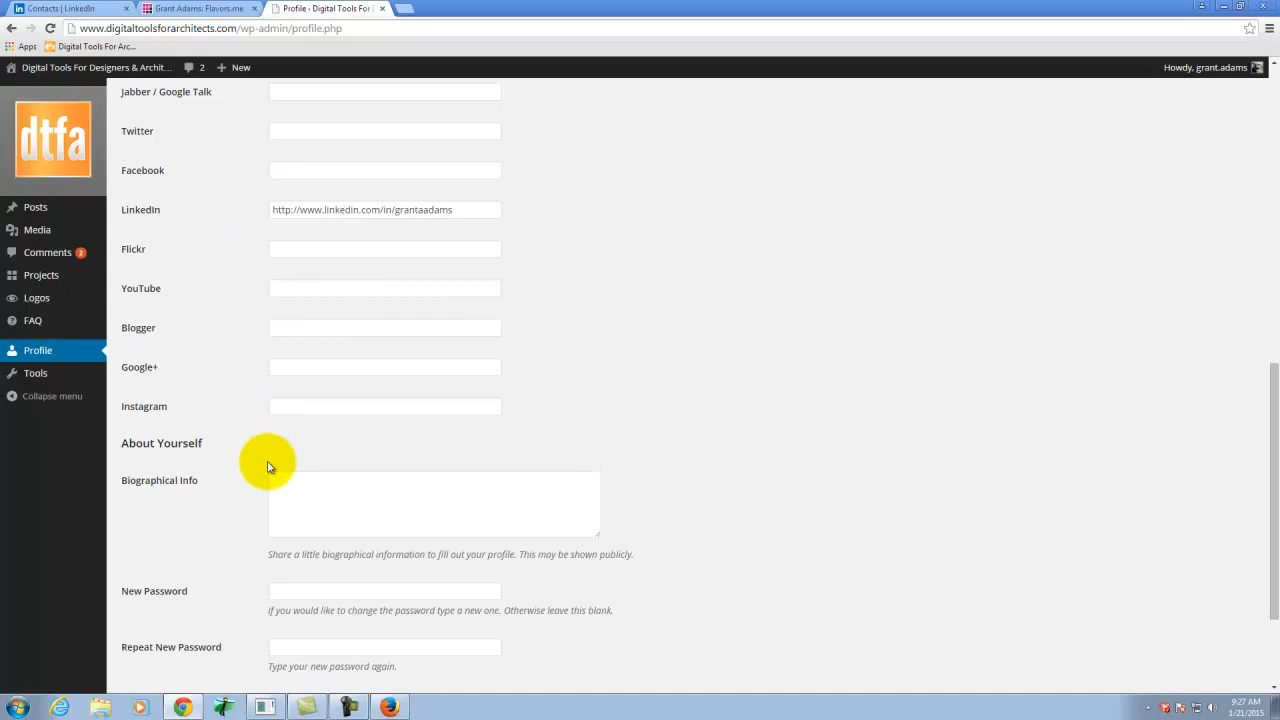 Contacts | LinkedIn
Grant Adams: Flavors.me
Profile ‹ Digital Tools For
www.digitaltoolsforarchitects.com/wp-admin/profile.php
Apps
Digital Tools For Arc...
Digital Tools For Designers & Archit...
2
New
Howdy, grant.adams
dtfa
Posts
Media
Comments 2
Projects
Logos
FAQ
Profile
Tools
Collapse menu
Jabber / Google Talk
Twitter
Facebook
LinkedIn
http://www.linkedin.com/in/grantaadams
Flickr
YouTube
Blogger
Google+
Instagram
About Yourself
Biographical Info
Share a little biographical information to fill out your profile. This may be shown publicly.
New Password
If you would like to change the password type a new one. Otherwise leave this blank.
Repeat New Password
Type your new password again.
9:27 AM
1/21/2015